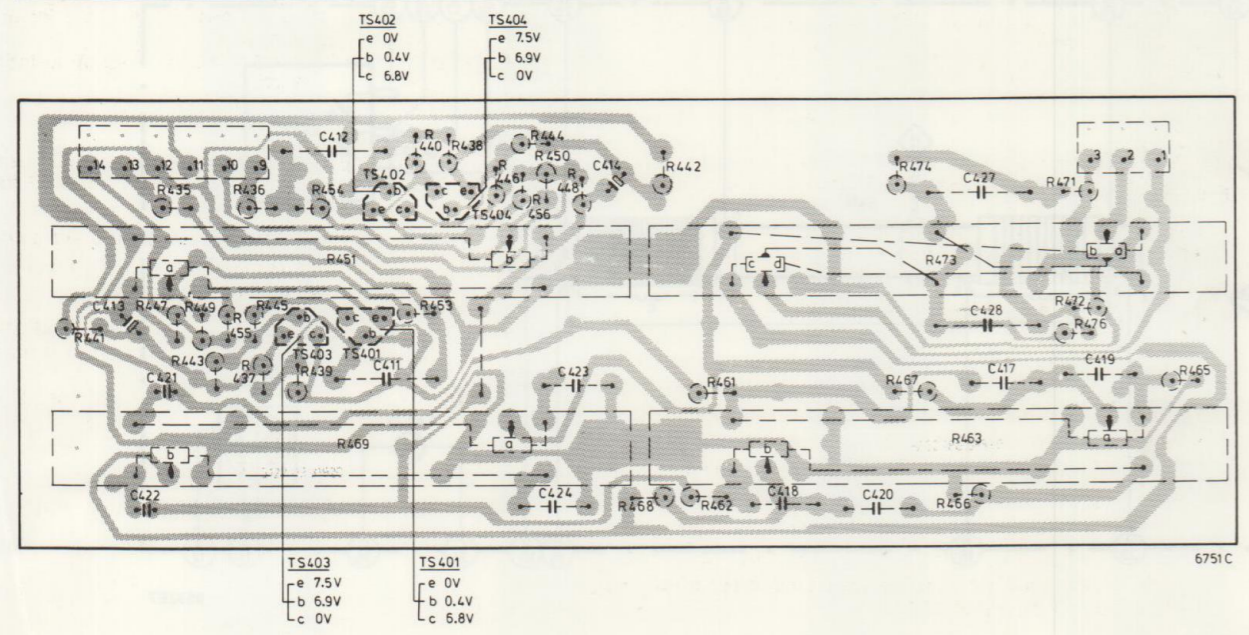 TS402
e 0V
b 0.4V
c 6.8V
TS404
e 7.5V
b 6.9V
c 0V
14 13 12 11 10 9
C412
R 440
R438
R444
R450
C414
R442
R474
C427
R471
3 2 1
R435
R436
R454
TS402
b
e c
c e
b
TS404
R 446
R 456
R 448
R451
a
b
c d
R473
b a
C413
R447
R449
R 455
R445
b
e c
TS403
c e
b
TS401
R453
R441
R443
R 437
R439
C411
C421
C423
R461
R467
C417
C428
R472
R476
C419
R465
R469
b
a
b
R463
a
C422
C424
R468
R462
C418
C420
R466
6751C
TS403
e 7.5V
b 6.9V
c 0V
TS401
e 0V
b 0.4V
c 6.8V